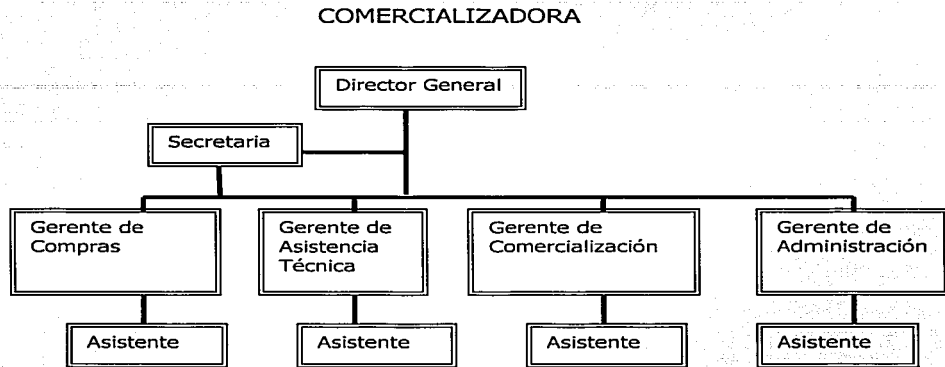 COMERCIALIZADORA
Director General
Secretaria
Gerente de
Compras
Gerente de
Asistencia
Técnica
Gerente de
Comercialización
Gerente de
Administración
Asistente
Asistente
Asistente
Asistente